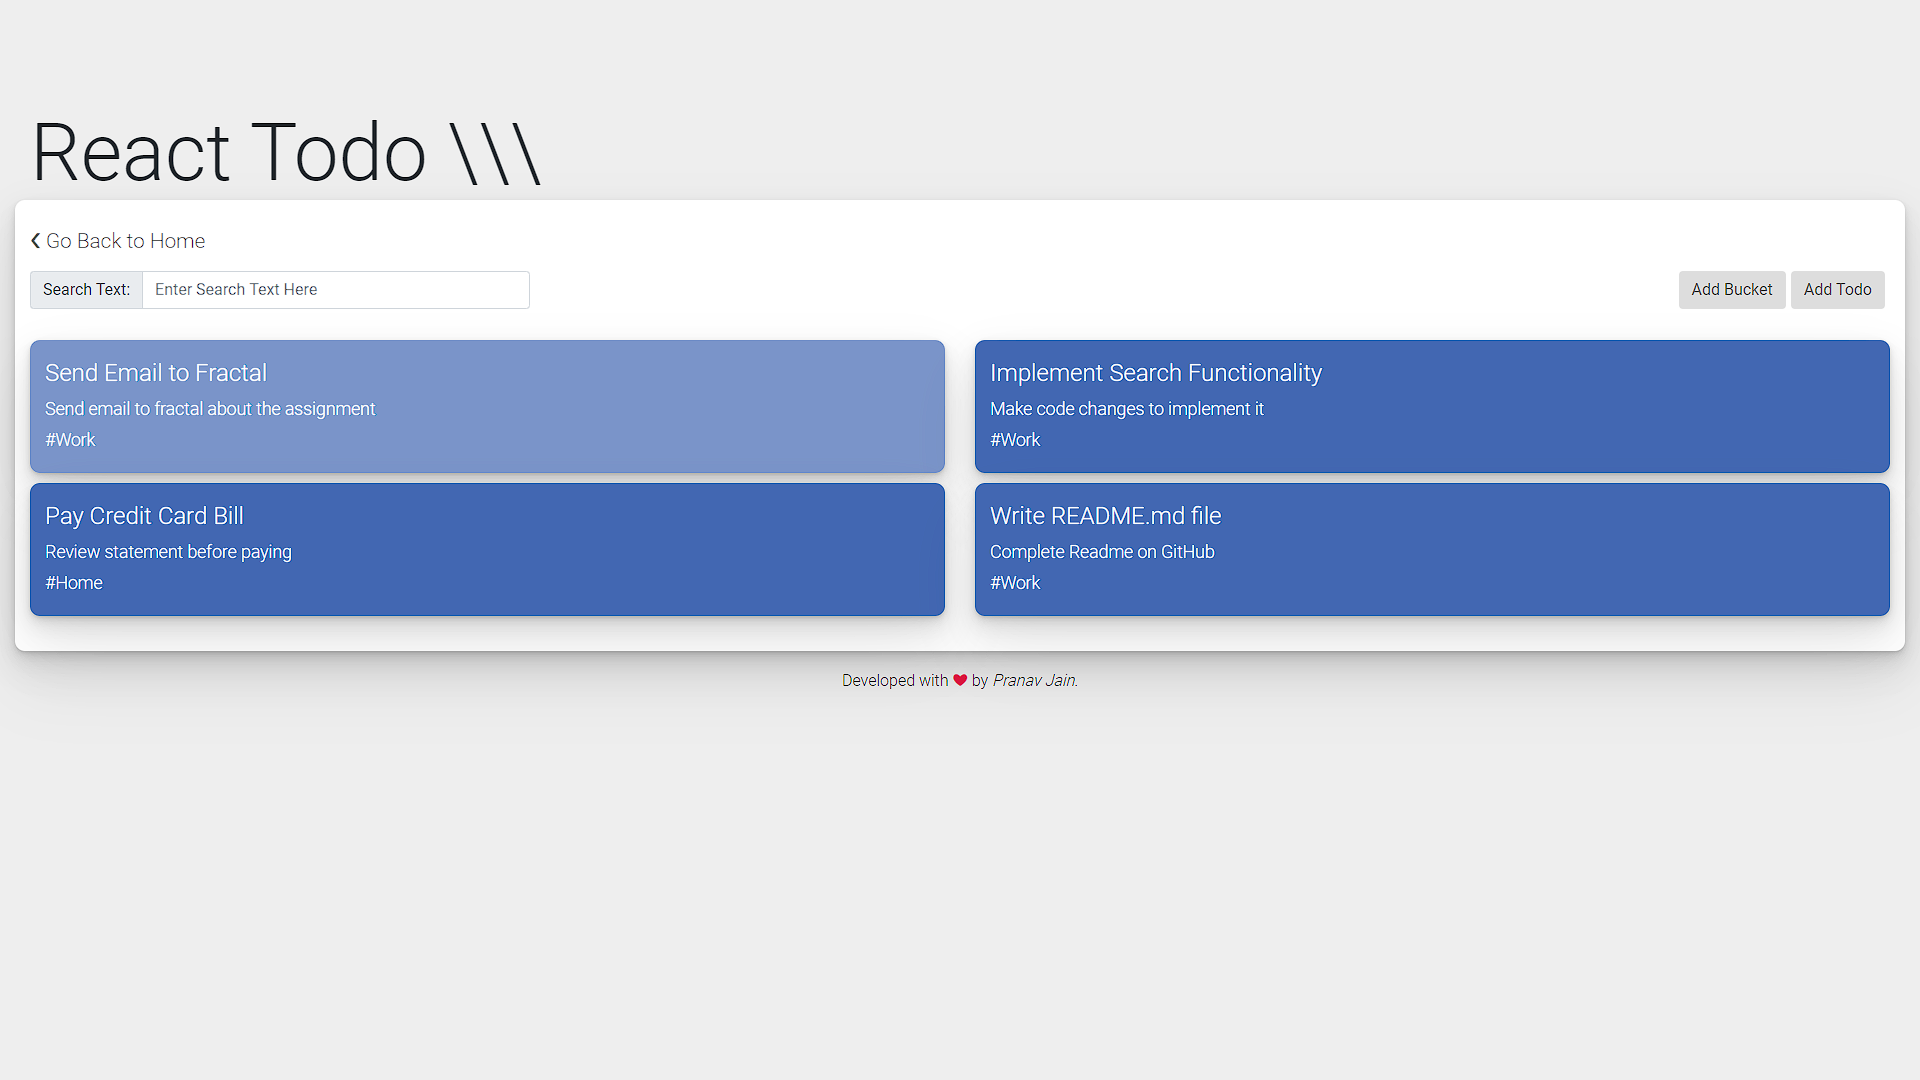 React Todo \\\
Go Back to Home
Search Text: Enter Search Text Here
Add Bucket Add Todo
Send Email to Fractal
Send email to fractal about the assignment
#Work
Implement Search Functionality
Make code changes to implement it
#Work
Pay Credit Card Bill
Review statement before paying
#Home
Write README.md file
Complete Readme on GitHub
#Work
Developed with ❤ by Pranav Jain.